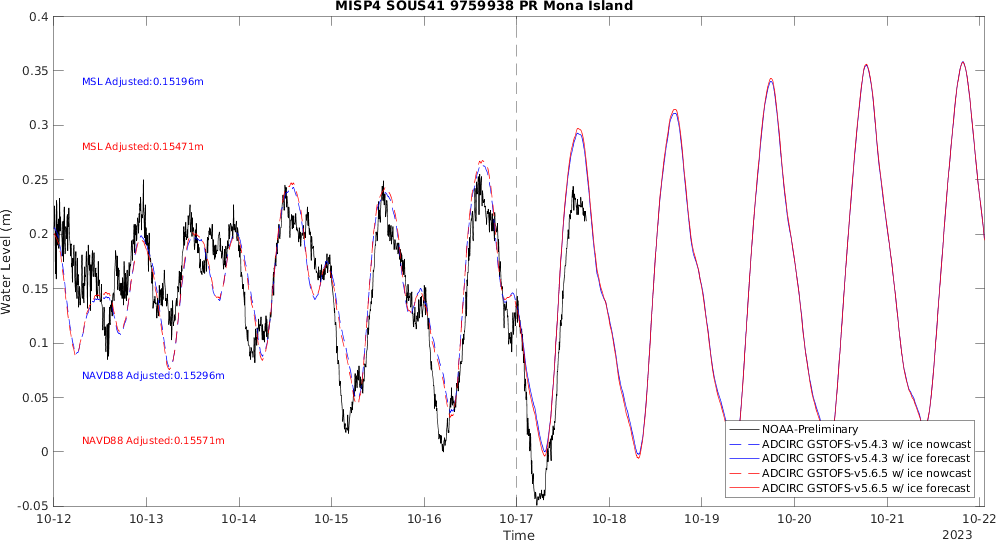 MISP4 SOUS41 9759938 PR Mona Island
0.4
0.35
0.3
0.25
0.2
0.15
0.1
0.05
0
-0.05
Water Level (m)
MSL Adjusted:0.15196m
MSL Adjusted:0.15471m
NAVD88 Adjusted:0.15296m
NAVD88 Adjusted:0.15571m
NOAA-Preliminary
ADCIRC GSTOFS-v5.4.3 w/ ice nowcast
ADCIRC GSTOFS-v5.4.3 w/ ice forecast
ADCIRC GSTOFS-v5.6.5 w/ ice nowcast
ADCIRC GSTOFS-v5.6.5 w/ ice forecast
10-12 10-13 10-14 10-15 10-16 10-17 10-18 10-19 10-20 10-21 10-22
Time
2023